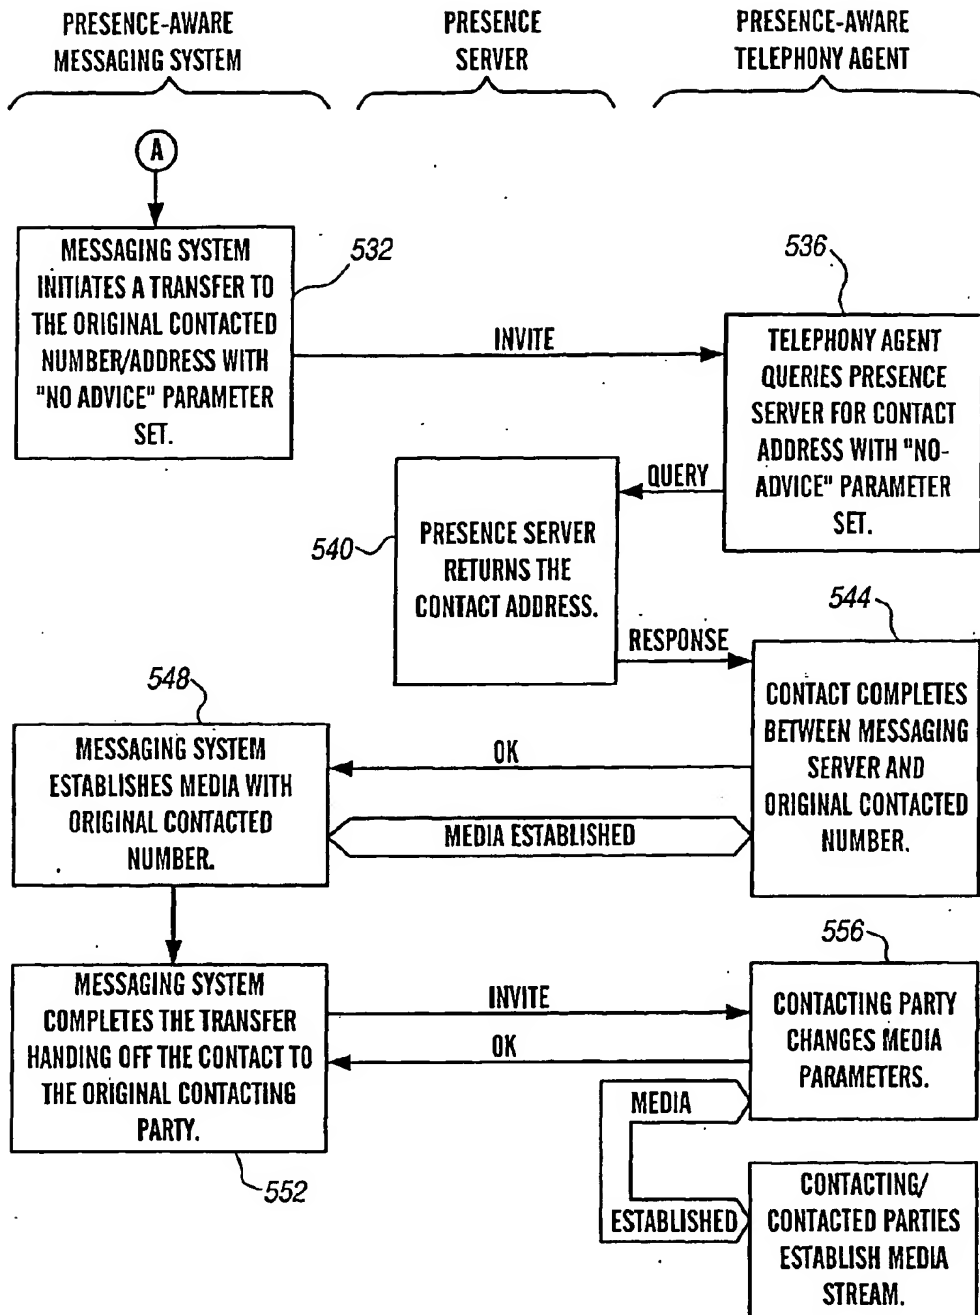 PRESENCE-AWARE
MESSAGING SYSTEM
PRESENCE
SERVER
PRESENCE-AWARE
TELEPHONY AGENT
A
MESSAGING SYSTEM
INITIATES A TRANSFER TO
THE ORIGINAL CONTACTED
NUMBER/ADDRESS WITH
"NO ADVICE" PARAMETER
SET.
532
INVITE
536
TELEPHONY AGENT
QUERIES PRESENCE
SERVER FOR CONTACT
ADDRESS WITH "NO-
ADVICE" PARAMETER
SET.
QUERY
540
PRESENCE SERVER
RETURNS THE
CONTACT ADDRESS.
RESPONSE
544
CONTACT COMPLETES
BETWEEN MESSAGING
SERVER AND
ORIGINAL CONTACTED
NUMBER.
548
MESSAGING SYSTEM
ESTABLISHES MEDIA WITH
ORIGINAL CONTACTED
NUMBER.
OK
MEDIA ESTABLISHED
MESSAGING SYSTEM
COMPLETES THE TRANSFER
HANDING OFF THE CONTACT TO
THE ORIGINAL CONTACTING
PARTY.
552
INVITE
OK
556
CONTACTING PARTY
CHANGES MEDIA
PARAMETERS.
MEDIA
ESTABLISHED
CONTACTING/
CONTACTED PARTIES
ESTABLISH MEDIA
STREAM.